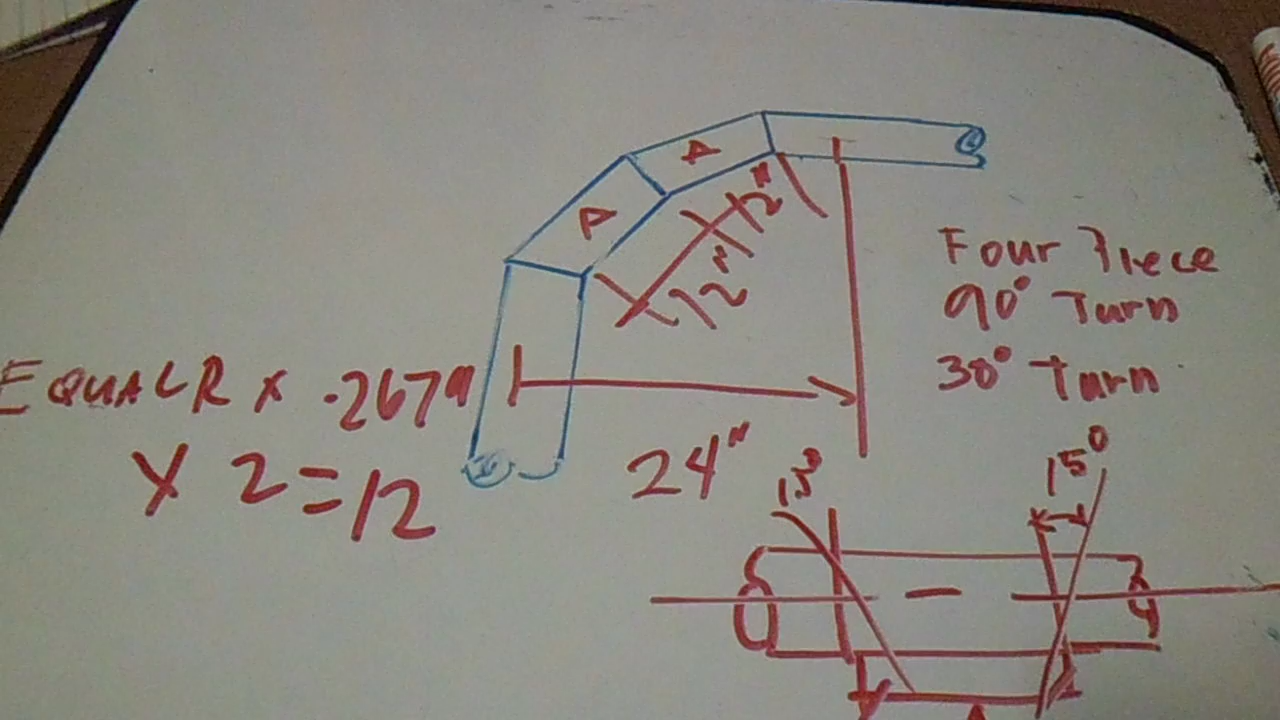 A
A
12"
12"
Four Piece
90° Turn
30° Turn
EQUAL R x .2679
x 2 = 12
24"
15°
15°
A